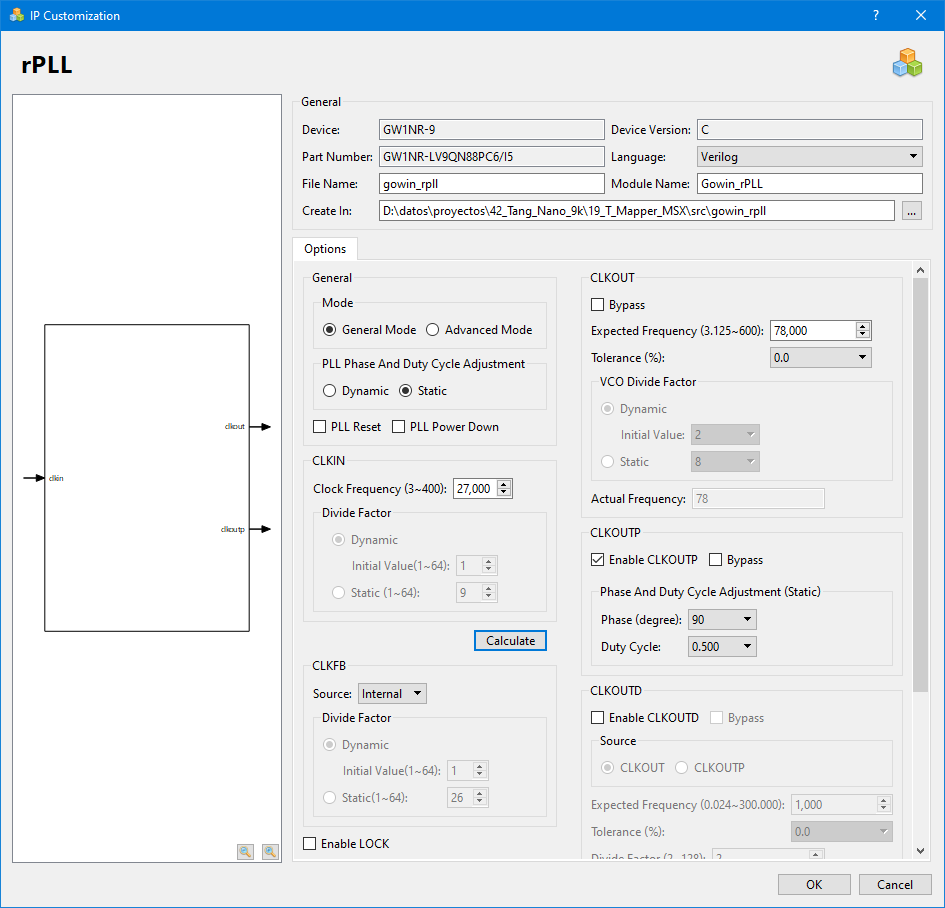 IP Customization
?
rPLL
General
Device: GW1NR-9 Device Version: C
Part Number: GW1NR-LV9QN88PC6/I5 Language: Verilog
File Name: gowin_rpll Module Name: Gowin_rPLL
Create In: D:\datos\proyectos\42_Tang_Nano_9k\19_T_Mapper_MSX\src\gowin_rpll ...
clkin
clkout
clkoutp
Options
General
Mode
General Mode Advanced Mode
PLL Phase And Duty Cycle Adjustment
Dynamic Static
PLL Reset PLL Power Down
CLKIN
Clock Frequency (3~400): 27,000
Divide Factor
Dynamic
Initial Value(1~64): 1
Static (1~64): 9
Calculate
CLKFB
Source: Internal
Divide Factor
Dynamic
Initial Value(1~64): 1
Static(1~64): 26
Enable LOCK
CLKOUT
Bypass
Expected Frequency (3.125~600): 78,000
Tolerance (%): 0.0
VCO Divide Factor
Dynamic
Initial Value: 2
Static 8
Actual Frequency: 78
CLKOUTP
Enable CLKOUTP Bypass
Phase And Duty Cycle Adjustment (Static)
Phase (degree): 90
Duty Cycle: 0.500
CLKOUTD
Enable CLKOUTD Bypass
Source
CLKOUT CLKOUTP
Expected Frequency (0.024~300.000): 1,000
Tolerance (%): 0.0
Divide Factor (2~128): 2
OK Cancel